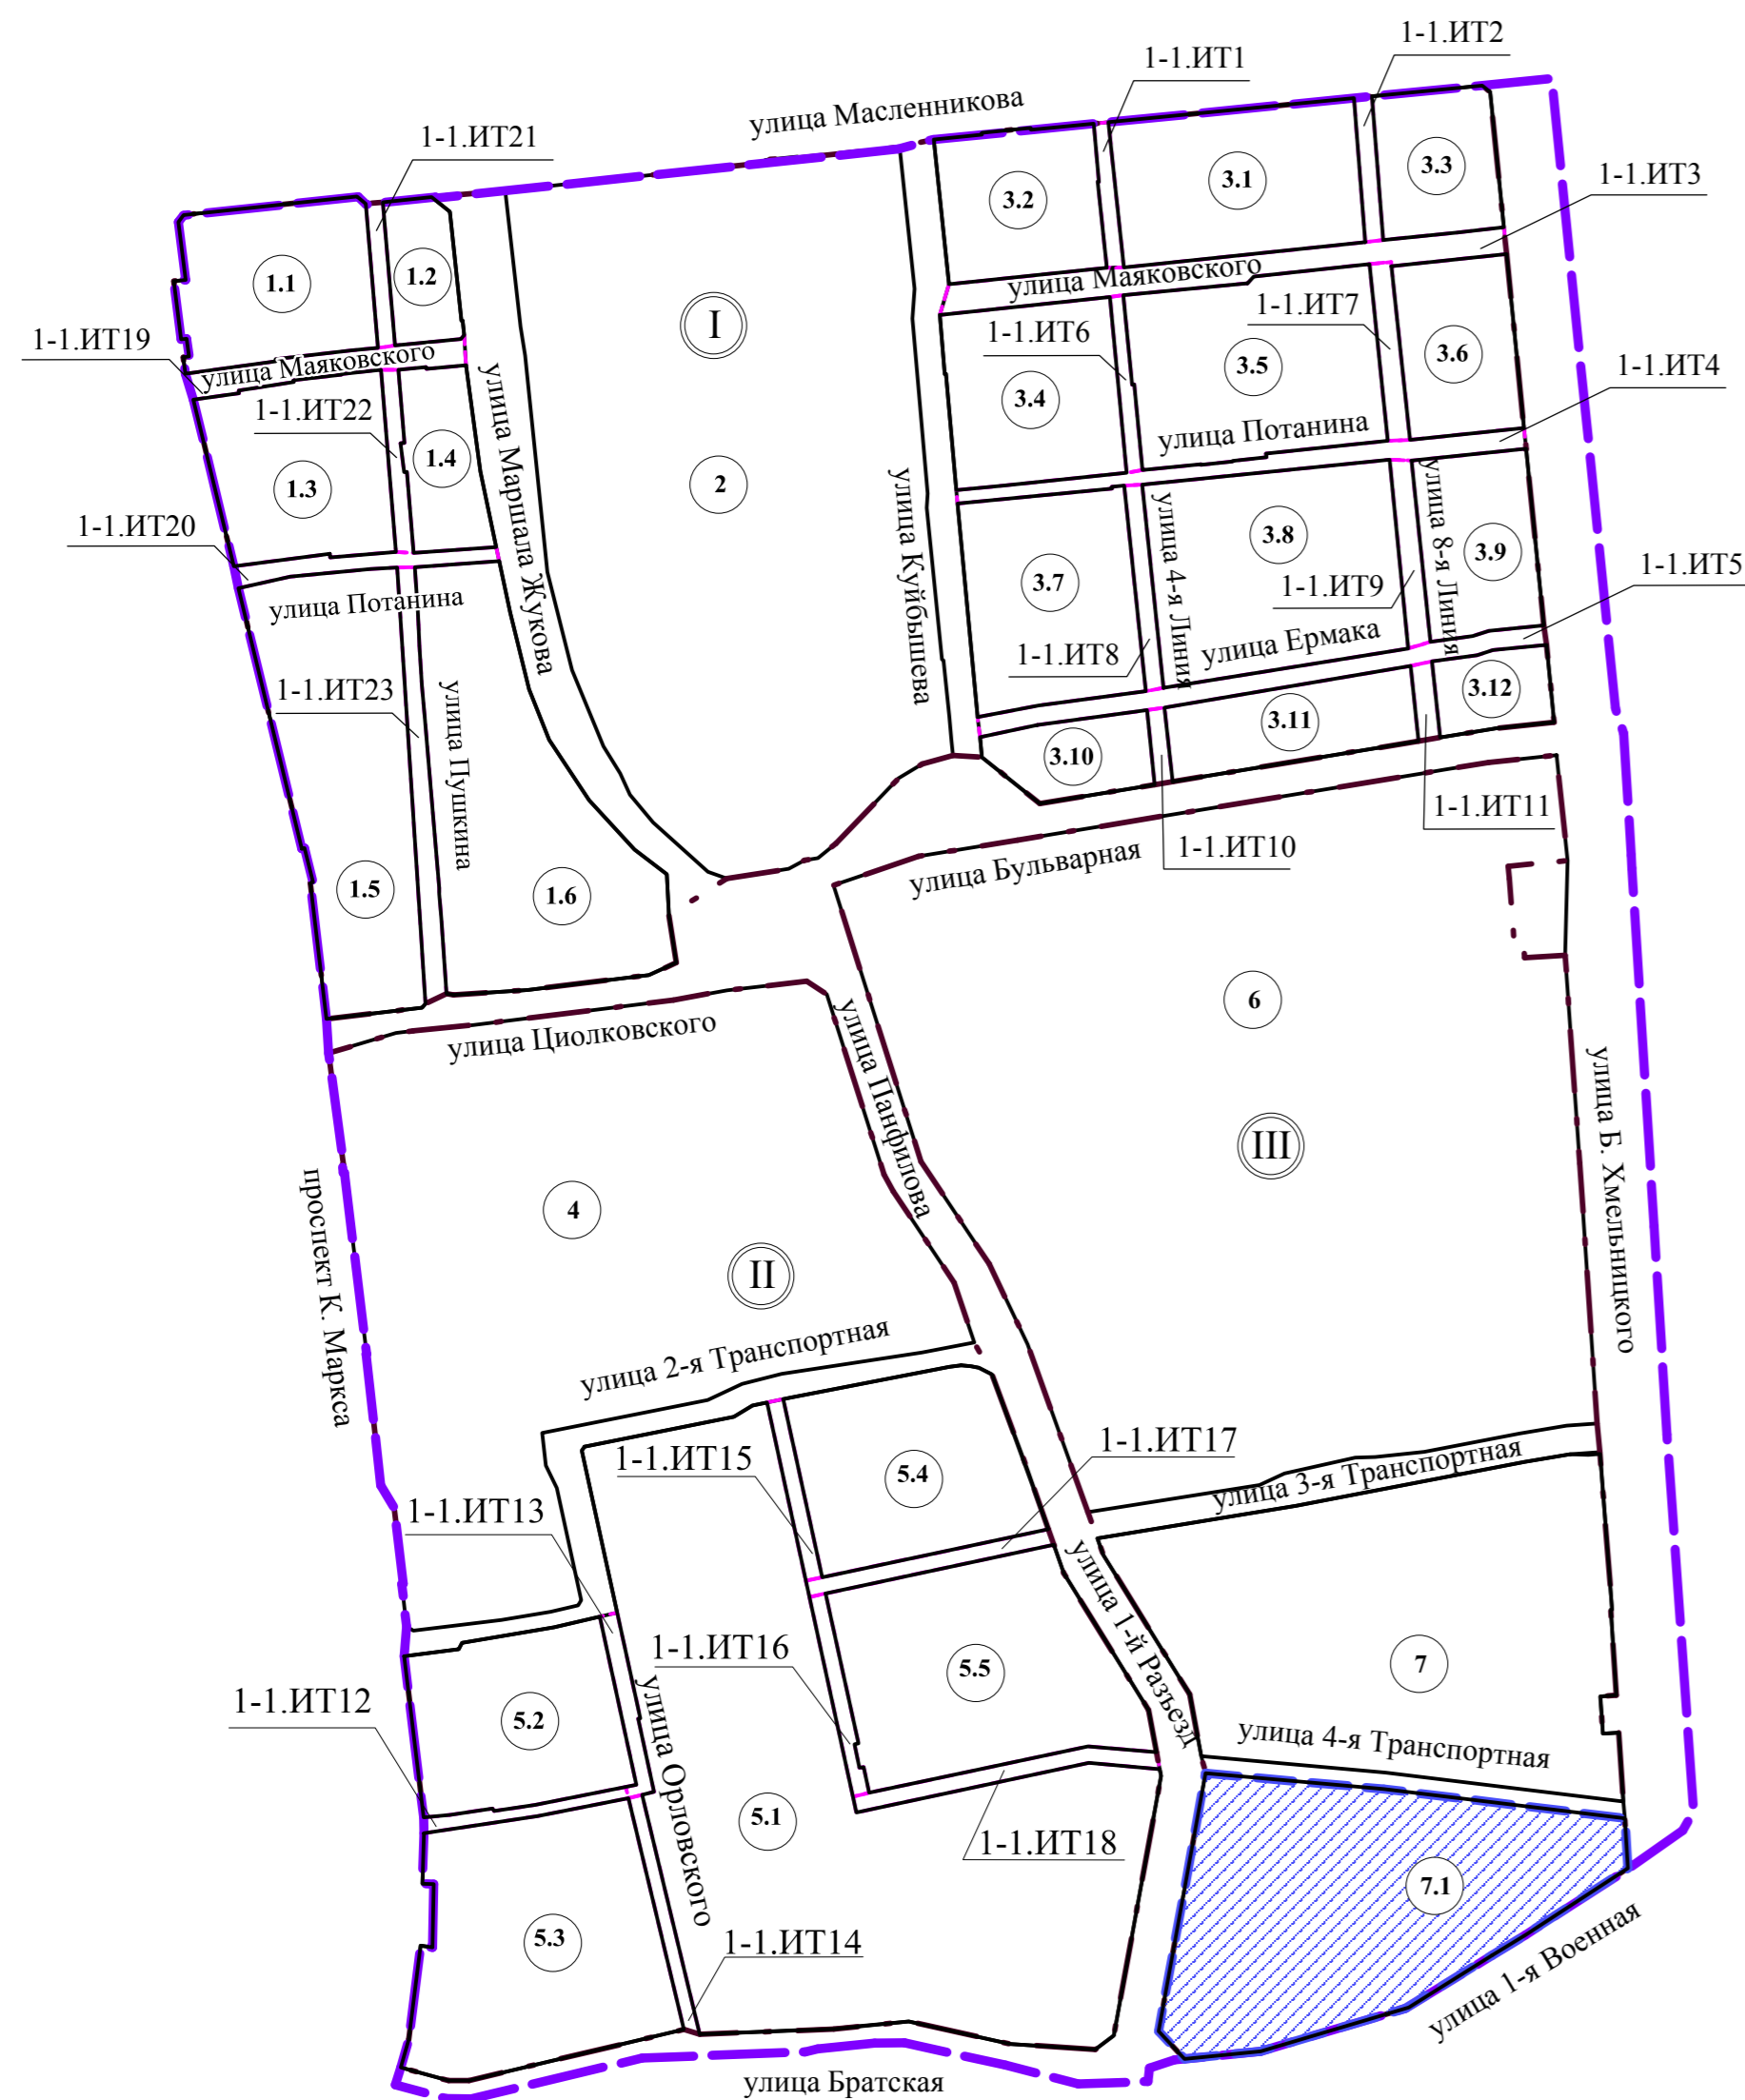 1-1.ИТ2
1-1.ИТ1
улица Масленникова
1-1.ИТ21
3.3
3.1
1-1.ИТ3
3.2
1.2
1.1
улица Маяковского
I
1-1.ИТ7
1-1.ИТ19
1-1.ИТ6
3.6
улица Маяковского
3.5
1-1.ИТ4
3.4
1-1.ИТ22
улица Потанина
1.4
улица Маршала Жукова
2
1.3
1-1.ИТ20
улица Куйбышева
улица 4-я Линия
3.8
улица 8-я Линия
3.9
1-1.ИТ5
3.7
1-1.ИТ9
улица Потанина
улица Ермака
1-1.ИТ8
1-1.ИТ23
3.12
улица Пушкина
3.11
3.10
1-1.ИТ11
1-1.ИТ10
улица Бульварная
1.5
1.6
6
улица Циолковского
улица Панфилова
III
улица Б. Хмельницкого
4
проспект К. Маркса
II
улица 2-я Транспортная
1-1.ИТ17
1-1.ИТ15
5.4
улица 3-я Транспортная
1-1.ИТ13
улица 1-й Разъезд
1-1.ИТ16
5.5
7
1-1.ИТ12
5.2
улица 4-я Транспортная
улица Орловского
5.1
1-1.ИТ18
7.1
5.3
1-1.ИТ14
улица 1-я Военная
улица Братская